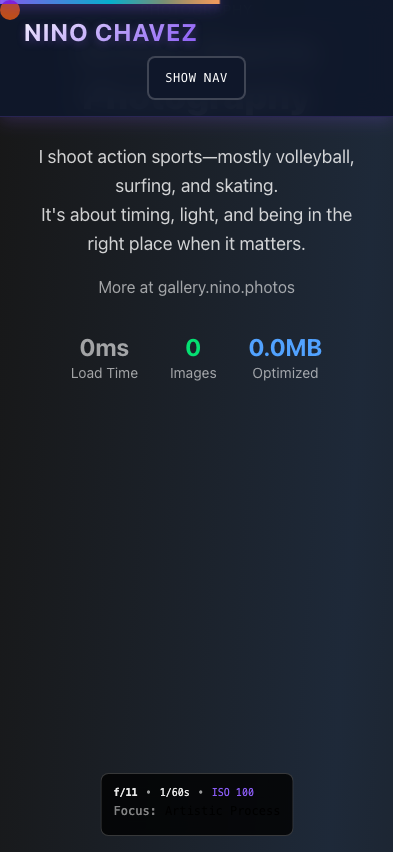 NINO CHAVEZ
SHOW NAV
I shoot action sports—mostly volleyball,
surfing, and skating.
It's about timing, light, and being in the
right place when it matters.
More at gallery.nino.photos
0ms 0 0.0MB
Load Time Images Optimized
f/11 • 1/60s • ISO 100
Focus: Artistic Process